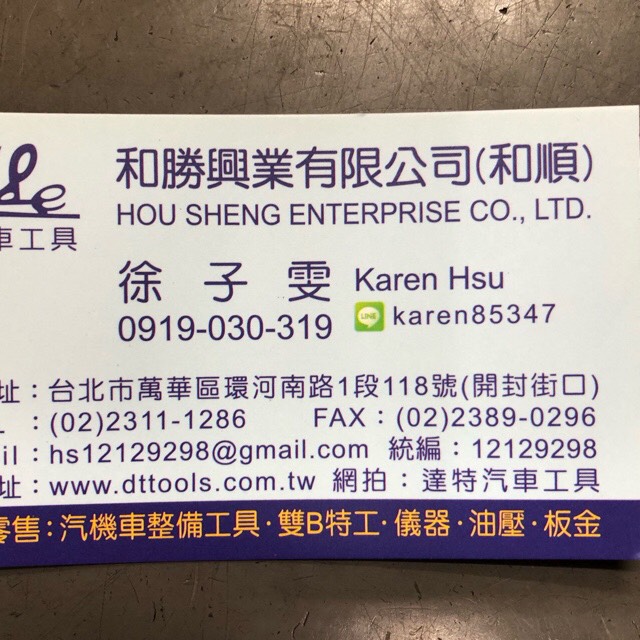 和勝興業有限公司(和順)
HOU SHENG ENTERPRISE CO., LTD.
車工具
徐子雯 Karen Hsu
0919-030-319 LINE karen85347
址：台北市萬華區環河南路1段118號(開封街口)
：(02)2311-1286 FAX：(02)2389-0296
il：hs12129298@gmail.com 統編：12129298
址：www.dttools.com.tw 網拍：達特汽車工具
零售：汽機車整備工具·雙B特工·儀器·油壓·板金